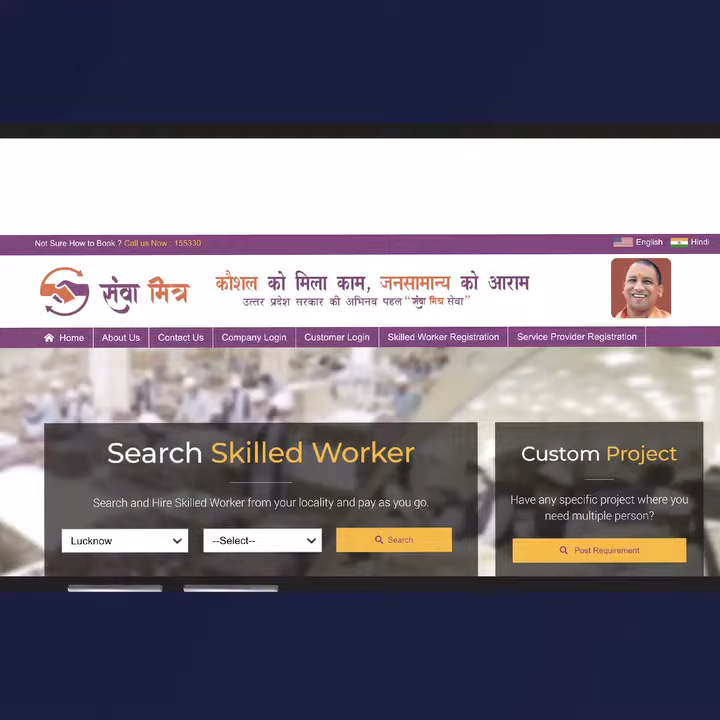 Not Sure How to Book ? Call us Now : 155330
English
Hindi
सेवा मित्र
कौशल को मिला काम, जनसामान्य को आराम
उत्तर प्रदेश सरकार की अभिनव पहल “सेवा मित्र सेवा”
Home
About Us
Contact Us
Company Login
Customer Login
Skilled Worker Registration
Service Provider Registration
Search Skilled Worker
Search and Hire Skilled Worker from your locality and pay as you go.
Lucknow
--Select--
Search
Custom Project
Have any specific project where you
need multiple person?
Post Requirement